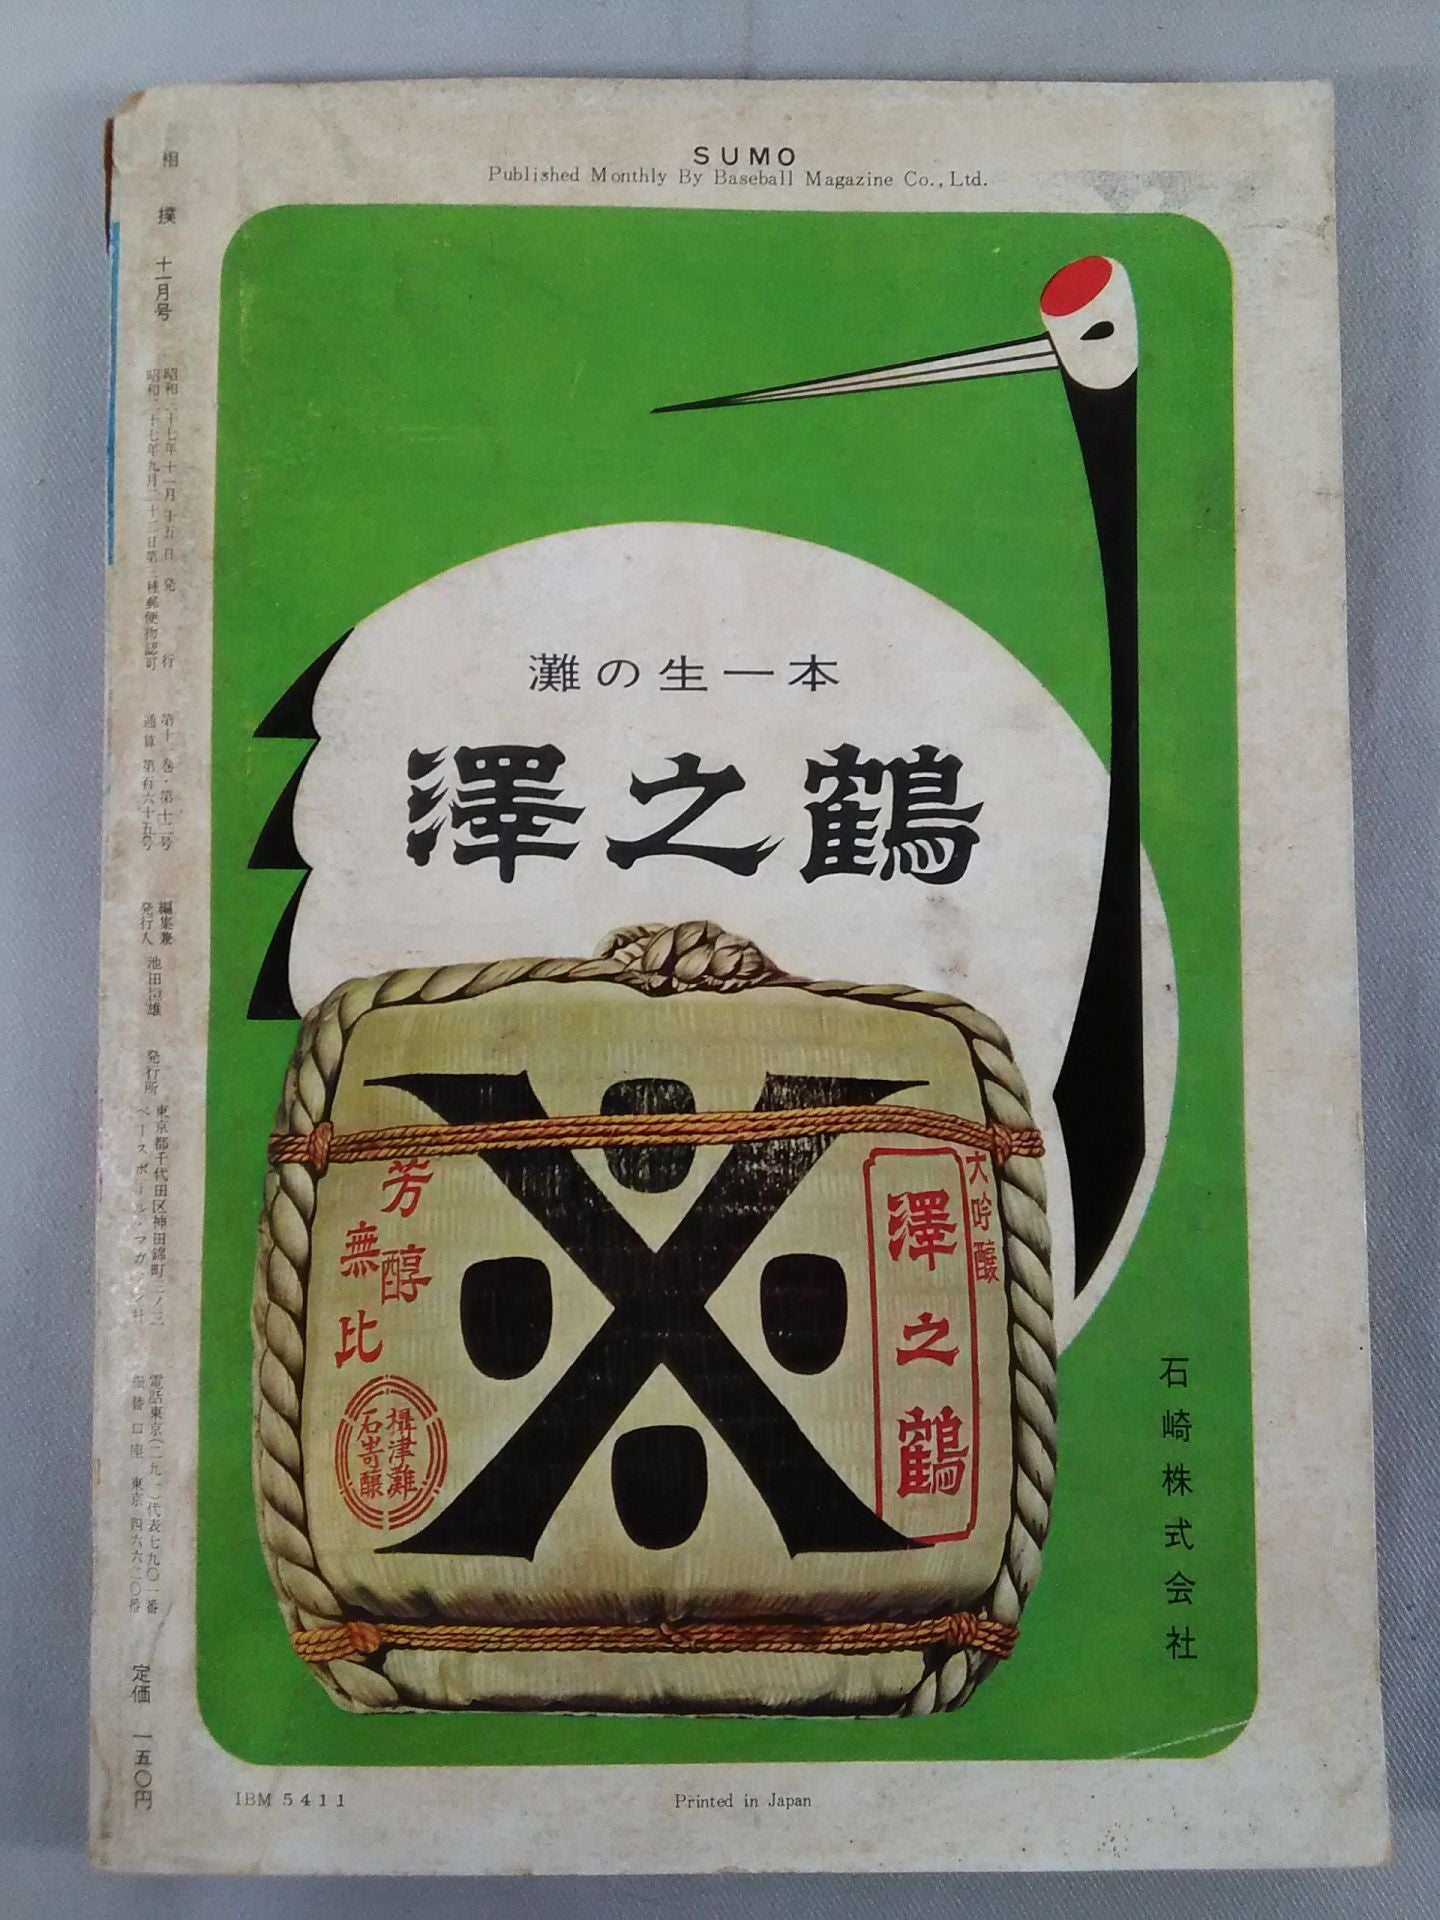 SUMO
Published Monthly By Baseball Magazine Co., Ltd.
灘の生一本
澤之鶴
大吟醸
澤之鶴
芳醇
無比
摂津灘
石嵜醸
石崎株式会社
相撲 十一月号
昭和三十七年十一月十五日発行
昭和二十七年九月二十二日第三種郵便物認可
第十一巻・第十二号
通算第百六十五号
編集兼
発行人
池田恒雄
発行所
東京都千代田区神田錦町三ノ三
ベースボール・マガジン社
電話東京(二九一)代表七九〇一番
振替口座 東京 四六六二〇番
定価 一五〇円
IBM 5411
Printed in Japan